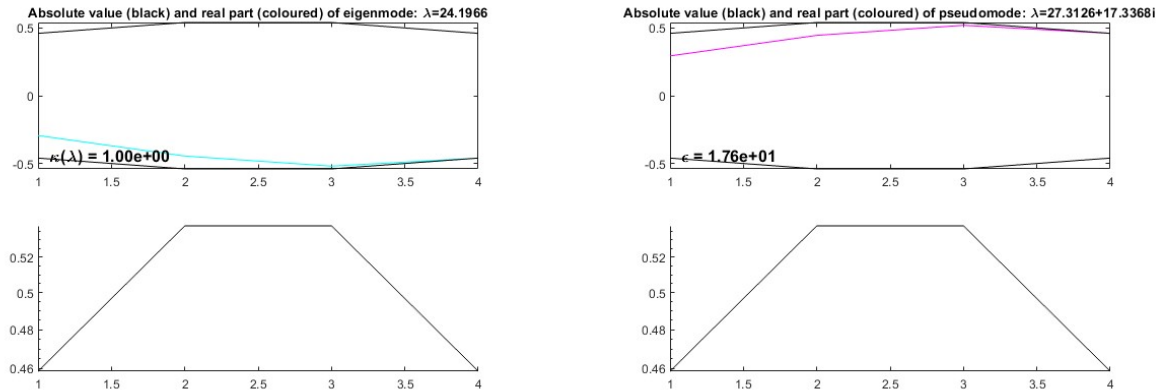 Absolute value (black) and real part (coloured) of eigenmode: λ=24.1966
0.5
0
-0.5
κ(λ) = 1.00e+00
1 1.5 2 2.5 3 3.5 4
0.52
0.5
0.48
0.46
1 1.5 2 2.5 3 3.5 4
Absolute value (black) and real part (coloured) of pseudomode: λ=27.3126+17.3368i
0.5
0
-0.5
ϵ = 1.76e+01
1 1.5 2 2.5 3 3.5 4
0.52
0.5
0.48
0.46
1 1.5 2 2.5 3 3.5 4